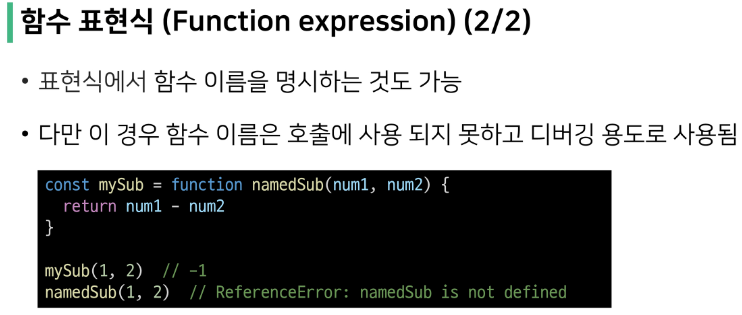 함수 표현식 (Function expression) (2/2)
• 표현식에서 함수 이름을 명시하는 것도 가능
• 다만 이 경우 함수 이름은 호출에 사용 되지 못하고 디버깅 용도로 사용됨
const mySub = function namedSub(num1, num2) {
  return num1 - num2
}

mySub(1, 2)  // -1
namedSub(1, 2)  // ReferenceError: namedSub is not defined